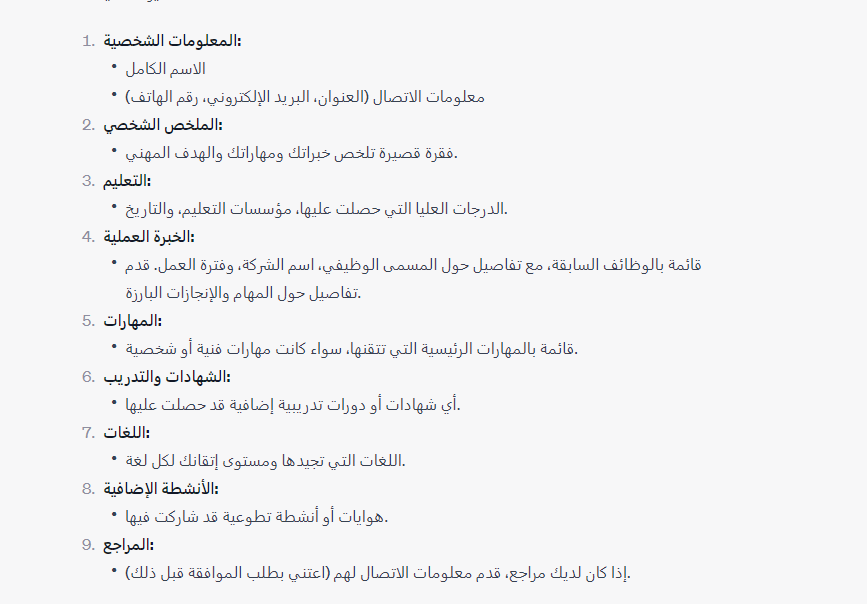 1. المعلومات الشخصية:
• الاسم الكامل
• معلومات الاتصال (العنوان، البريد الإلكتروني، رقم الهاتف)
2. الملخص الشخصي:
• فقرة قصيرة تلخص خبراتك ومهاراتك والهدف المهني.
3. التعليم:
• الدرجات العليا التي حصلت عليها، مؤسسات التعليم، والتاريخ.
4. الخبرة العملية:
• قائمة بالوظائف السابقة، مع تفاصيل حول المسمى الوظيفي، اسم الشركة، وفترة العمل. قدم
تفاصيل حول المهام والإنجازات البارزة.
5. المهارات:
• قائمة بالمهارات الرئيسية التي تتقنها، سواء كانت مهارات فنية أو شخصية.
6. الشهادات والتدريب:
• أي شهادات أو دورات تدريبية إضافية قد حصلت عليها.
7. اللغات:
• اللغات التي تجيدها ومستوى إتقانك لكل لغة.
8. الأنشطة الإضافية:
• هوايات أو أنشطة تطوعية قد شاركت فيها.
9. المراجع:
• إذا كان لديك مراجع، قدم معلومات الاتصال لهم (اعتني بطلب الموافقة قبل ذلك).